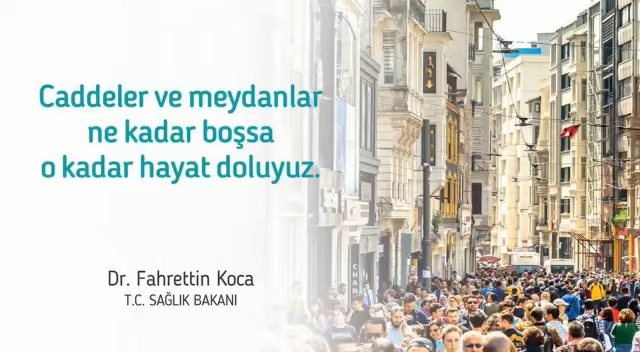 Caddeler ve meydanlar
ne kadar boşsa
o kadar hayat doluyuz.
Dr. Fahrettin Koca
T.C. SAĞLIK BAKANI